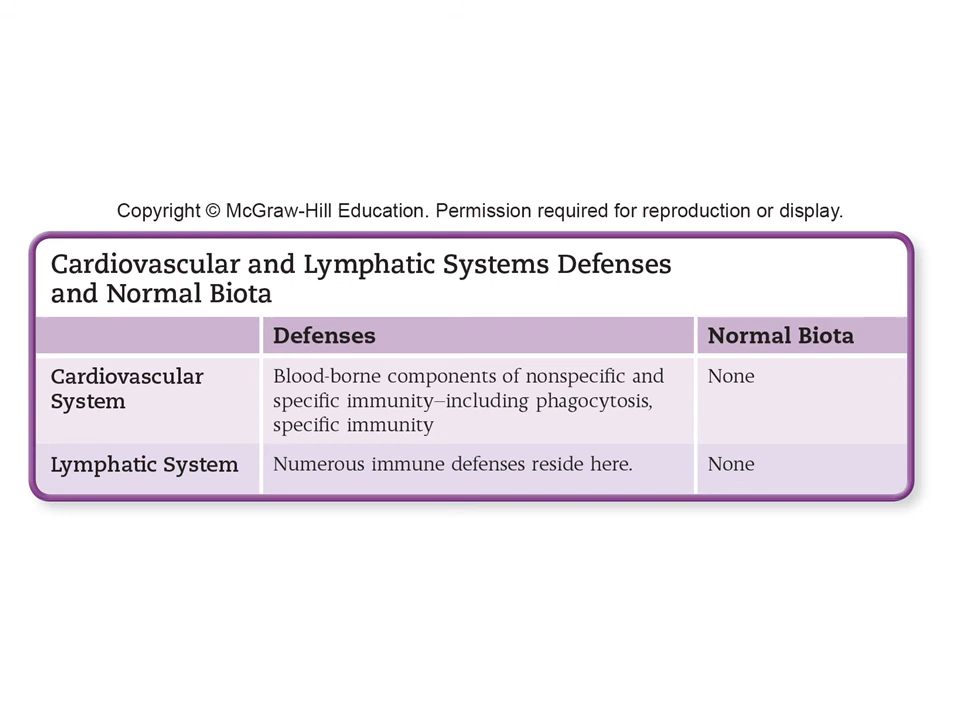 Copyright © McGraw-Hill Education. Permission required for reproduction or display.
Cardiovascular and Lymphatic Systems Defenses
and Normal Biota
Defenses
Normal Biota
Cardiovascular
System
Blood-borne components of nonspecific and
specific immunity–including phagocytosis,
specific immunity
None
Lymphatic System
Numerous immune defenses reside here.
None